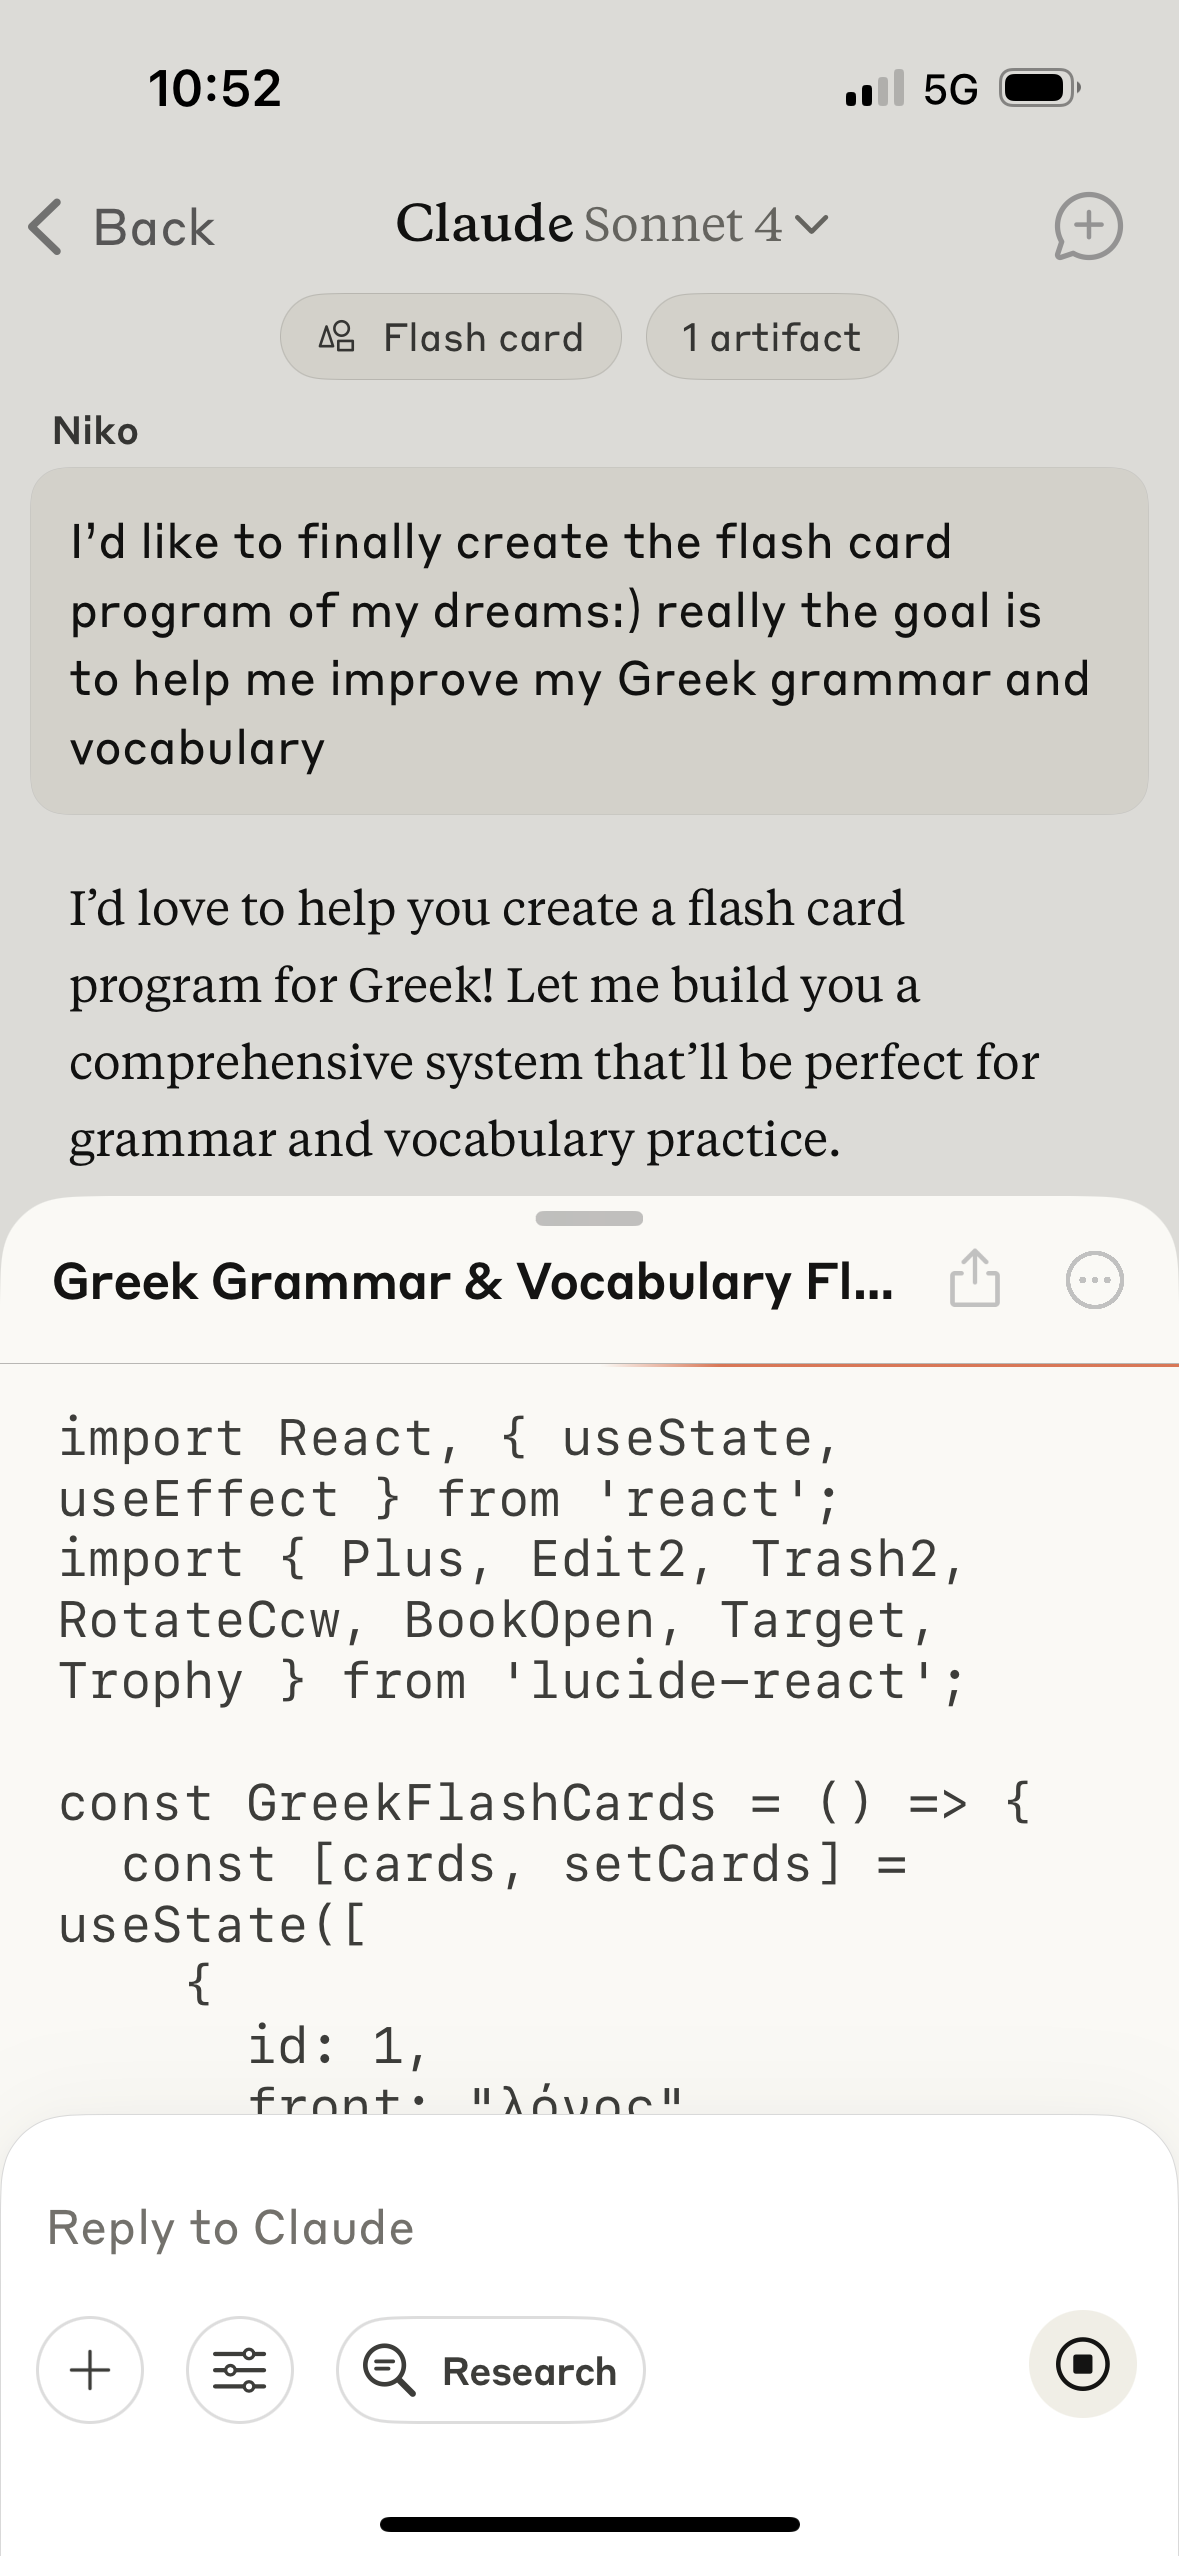 10:52
5G
Back
Claude Sonnet 4
Flash card
1 artifact
Niko
I’d like to finally create the flash card
program of my dreams:) really the goal is
to help me improve my Greek grammar and
vocabulary
I’d love to help you create a flash card
program for Greek! Let me build you a
comprehensive system that’ll be perfect for
grammar and vocabulary practice.
Greek Grammar & Vocabulary Fl...
import React, { useState,
useEffect } from 'react';
import { Plus, Edit2, Trash2,
RotateCcw, BookOpen, Target,
Trophy } from 'lucide-react';
const GreekFlashCards = () => {
const [cards, setCards] =
useState([
{
id: 1,
front: "λόγος"
Reply to Claude
Research